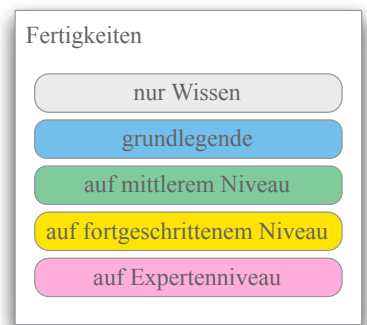 Fertigkeiten
nur Wissen
grundlegende
auf mittlerem Niveau
auf fortgeschrittenem Niveau
auf Expertenniveau